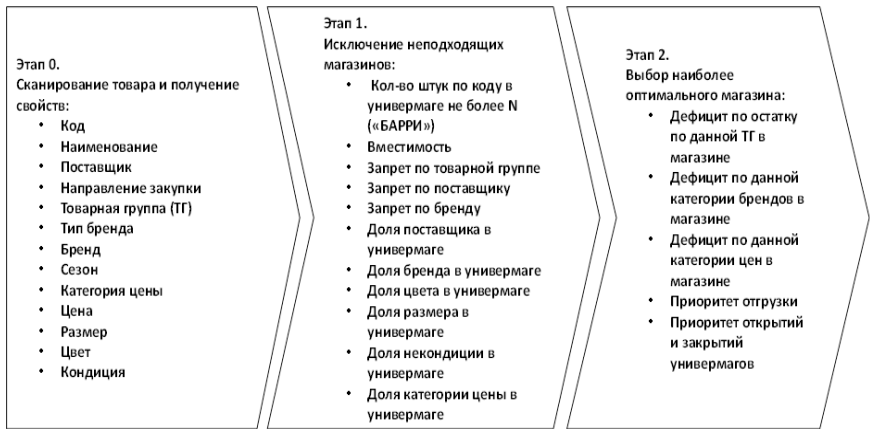 Этап 0.
Сканирование товара и получение
свойств:
• Код
• Наименование
• Поставщик
• Направление закупки
• Товарная группа (ТГ)
• Тип бренда
• Бренд
• Сезон
• Категория цены
• Цена
• Размер
• Цвет
• Кондиция
Этап 1.
Исключение неподходящих
магазинов:
• Кол-во штук по коду в
универмаге не более N
(«БАРРИ»)
• Вместимость
• Запрет по товарной группе
• Запрет по поставщику
• Запрет по бренду
• Доля поставщика в
универмаге
• Доля бренда в универмаге
• Доля цвета в универмаге
• Доля размера в
универмаге
• Доля некондиции в
универмаге
• Доля категории цены в
универмаге
Этап 2.
Выбор наиболее
оптимального магазина:
• Дефицит по остатку
по данной ТГ в
магазине
• Дефицит по данной
категории брендов в
магазине
• Дефицит по данной
категории цен в
магазине
• Приоритет отгрузки
• Приоритет открытий
и закрытий
универмагов